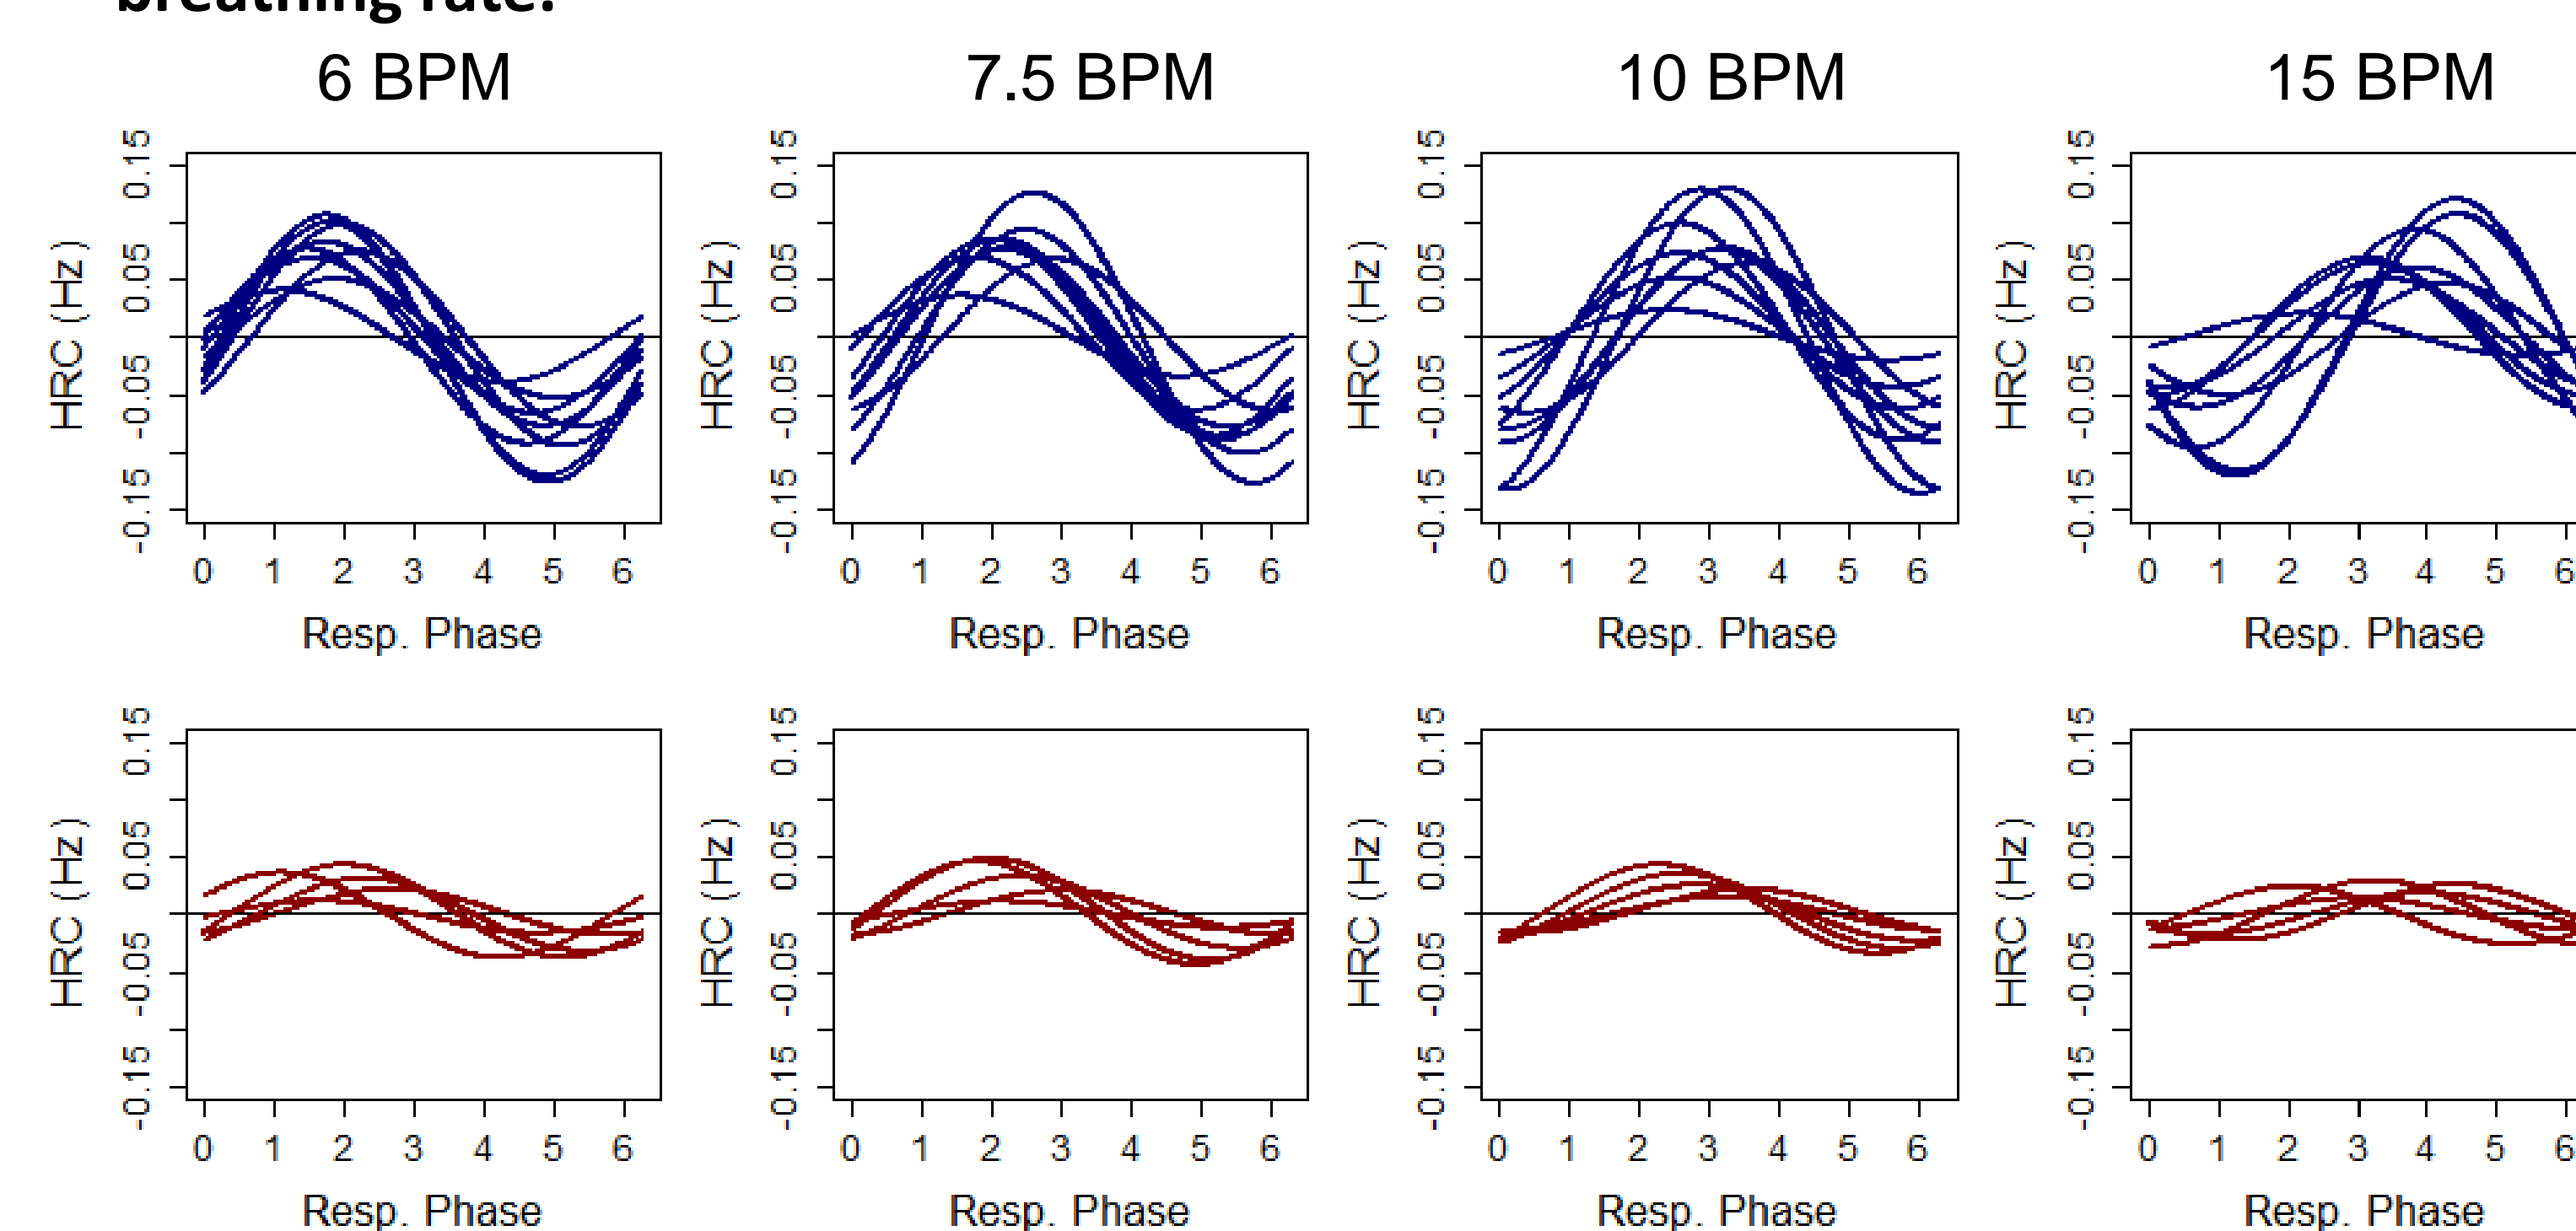 breathing rate.
6 BPM 7.5 BPM 10 BPM 15 BPM
HRC (Hz) 0.15 0.05 -0.05 -0.15 HRC (Hz) 0.15 0.05 -0.05 -0.15 HRC (Hz) 0.15 0.05 -0.05 -0.15 HRC (Hz) 0.15 0.05 -0.05 -0.15
0 1 2 3 4 5 6 0 1 2 3 4 5 6 0 1 2 3 4 5 6 0 1 2 3 4 5 6
Resp. Phase Resp. Phase Resp. Phase Resp. Phase
HRC (Hz) 0.15 0.05 -0.05 -0.15 HRC (Hz) 0.15 0.05 -0.05 -0.15 HRC (Hz) 0.15 0.05 -0.05 -0.15 HRC (Hz) 0.15 0.05 -0.05 -0.15
0 1 2 3 4 5 6 0 1 2 3 4 5 6 0 1 2 3 4 5 6 0 1 2 3 4 5 6
Resp. Phase Resp. Phase Resp. Phase Resp. Phase